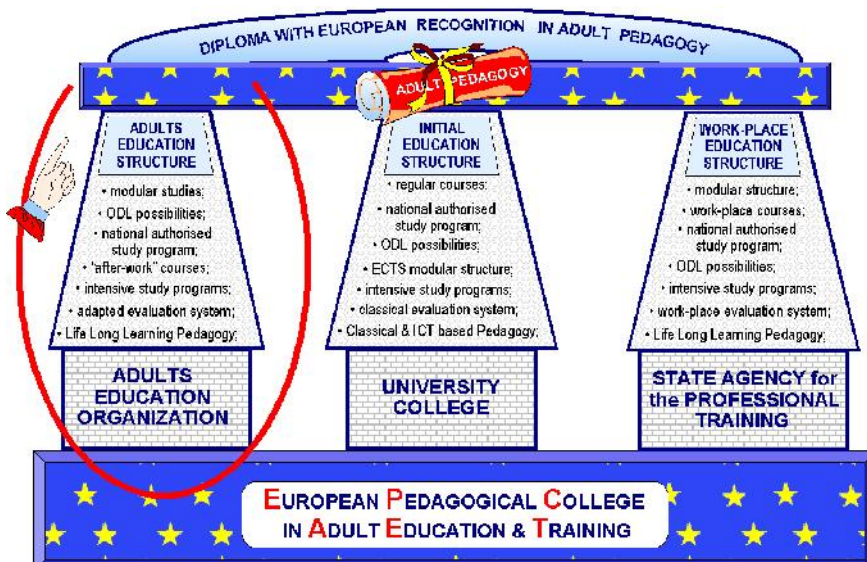 DIPLOMA WITH EUROPEAN RECOGNITION IN ADULT PEDAGOGY
ADULT PEDAGOGY
ADULTS
EDUCATION
STRUCTURE
• modular studies;
• ODL possibilities;
• national authorised
study program;
• "after-work" courses;
• intensive study programs;
• adapted evaluation system;
• Life Long Learning Pedagogy;
ADULTS
EDUCATION
ORGANIZATION
INITIAL
EDUCATION
STRUCTURE
• regular courses;
• national authorised
study program;
• ODL possibilities;
• ECTS modular structure;
• intensive study programs;
• classical evaluation system;
• Classical & ICT based Pedagogy;
UNIVERSITY
COLLEGE
WORK-PLACE
EDUCATION
STRUCTURE
• modular structure;
• work-place courses;
• national authorised
study program;
• ODL possibilities;
• intensive study programs;
• work-place evaluation system;
• Life Long Learning Pedagogy;
STATE AGENCY for
the PROFESSIONAL
TRAINING
EUROPEAN PEDAGOGICAL COLLEGE
IN ADULT EDUCATION & TRAINING